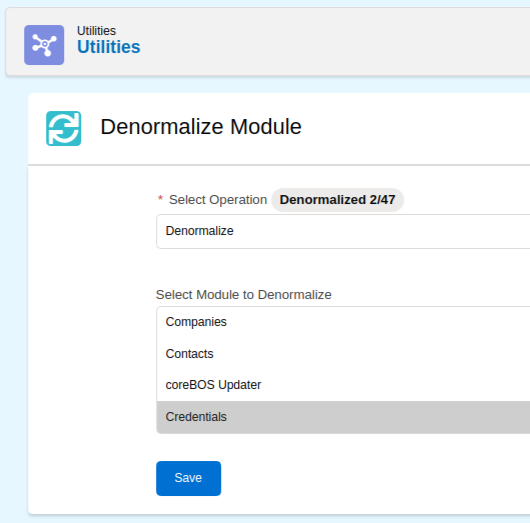 Utilities
Utilities
Denormalize Module
* Select Operation Denormalized 2/47
Denormalize
Select Module to Denormalize
Companies
Contacts
coreBOS Updater
Credentials
Save